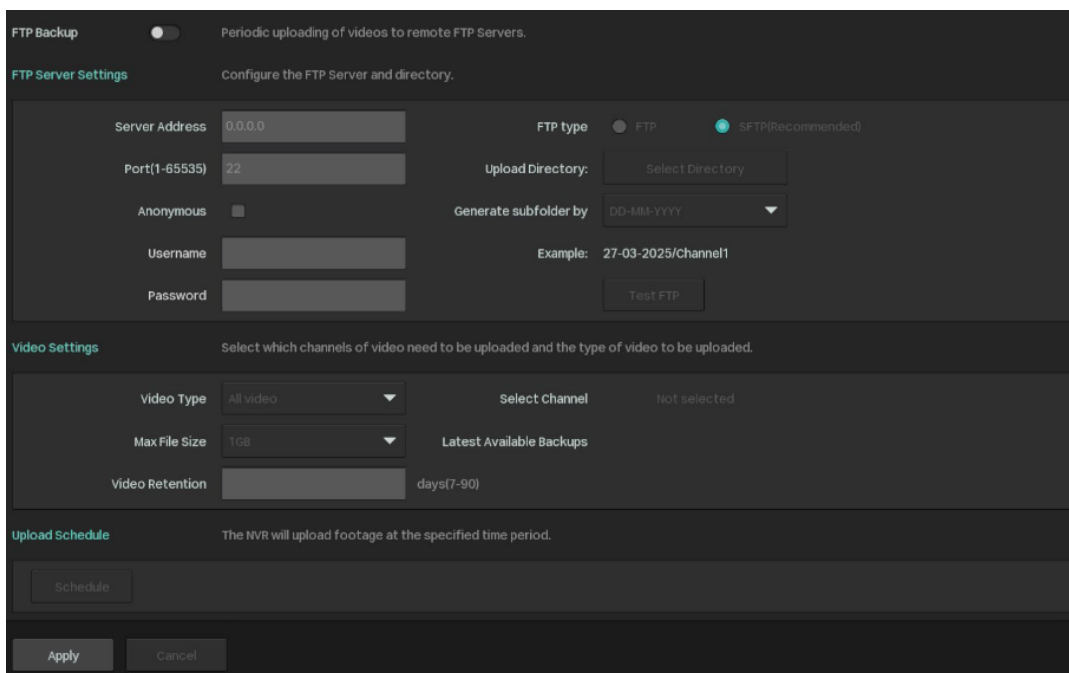 FTP Backup Periodic uploading of videos to remote FTP Servers.
FTP Server Settings Configure the FTP Server and directory.
Server Address 0.0.0.0 FTP type FTP SFTP(Recommended)
Port(1-65535) 22 Upload Directory: Select Directory
Anonymous Generate subfolder by DD-MM-YYYY
Username Example: 27-03-2025/Channel1
Password Test FTP
Video Settings Select which channels of video need to be uploaded and the type of video to be uploaded.
Video Type All video Select Channel Not selected
Max File Size 1GB Latest Available Backups
Video Retention days(7-90)
Upload Schedule The NVR will upload footage at the specified time period.
Schedule
Apply Cancel